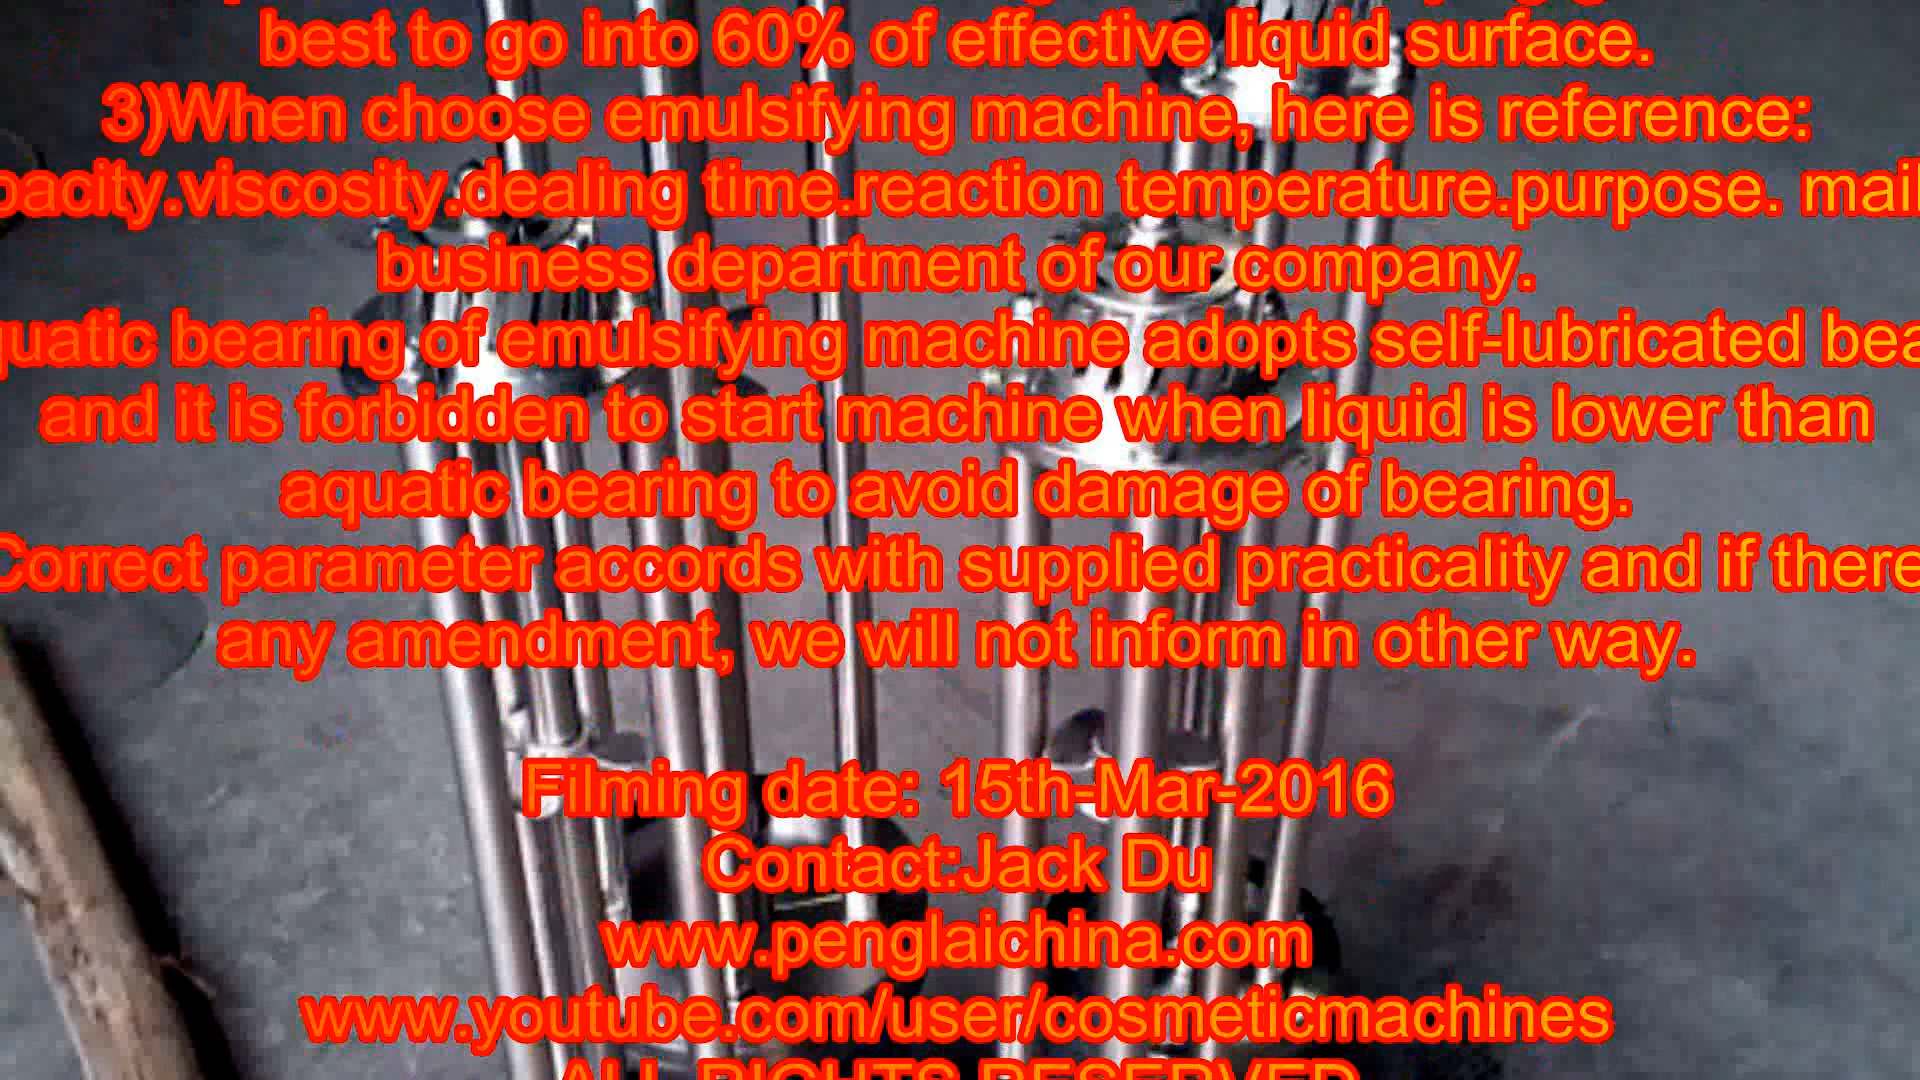 best to go into 60% of effective liquid surface.
3)When choose emulsifying machine, here is reference:
pacity.viscosity.dealing time.reaction temperature.purpose. mail
business department of our company.
quatic bearing of emulsifying machine adopts self-lubricated bea
and it is forbidden to start machine when liquid is lower than
aquatic bearing to avoid damage of bearing.
Correct parameter accords with supplied practicality and if there
any amendment, we will not inform in other way.
Filming date: 15th-Mar-2016
Contact:Jack Du
www.penglaichina.com
www.youtube.com/user/cosmeticmachines
ALL RIGHTS RESERVED